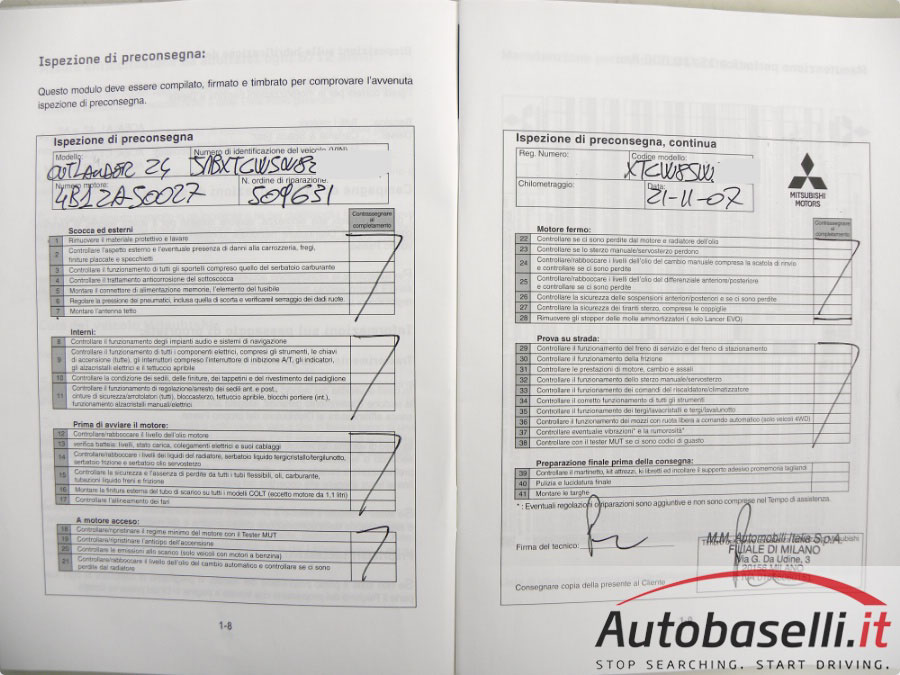 Ispezione di preconsegna:
Questo modulo deve essere compilato, firmato e timbrato per comprovare l'avvenuta
ispezione di preconsegna.
Ispezione di preconsegna
Modello: Numero di identificazione del veicolo
OUTLANDER 24
Numero motore: N. ordine di riparazione
4B12AS0027 509631
Contrassegnare
al
completamento
Scocca ed esterni
1 Rimuovere il materiale protettivo e lavare
2 Controllare l'aspetto esterno e l'eventuale presenza di danni alla carrozzeria, fregi,
finiture placcate e specchietti
3 Controllare il funzionamento di tutti gli sportelli compreso quello del serbatoio carburante
4 Controllare il trattamento anticorrosione del sottoscocca
5 Montare il connettore di alimentazione memorie, l'elemento del fusibile
6 Regolare la pressione dei pneumatici, inclusa quella di scorta e verificare il serraggio dei dadi ruote
7 Montare l'antenna tetto
Interni:
8 Controllare il funzionamento degli impianti audio e sistemi di navigazione
9 Controllare il funzionamento di tutti i componenti elettrici, compresi gli strumenti, le chiavi
di accensione (tutte), gli interruttori compreso l'interruttore di inibizione A/T, gli indicatori,
gli alzacristalli elettrici e il tettuccio apribile
10 Controllare la condizione dei sedili, delle finiture, dei tappetini e del rivestimento del padiglione
11 Controllare il funzionamento di regolazione/arresto dei sedili ant. e post.,
cinture di sicurezza/arrotolatori (tutti), bloccasterzo, tettuccio apribile, blocchi portiere (int.),
funzionamento alzacristalli manuali/elettrici
Prima di avviare il motore:
12 Controllare/rabboccare il livello dell'olio motore
13 verifica batteia: livelli, stato carica, colegamenti elettrici e suoi cablaggi
14 Controllare/rabboccare i livelli dei liquidi del radiatore, serbatoio liquido tergicristallo/tergilunotto,
serbatoio frizione e serbatoio olio servosterzo
15 Controllare la sicurezza e l'assenza di perdite da tutti i tubi flessibili, oli, carburante,
tubazioni liquido freni e frizione
16 Montare la finitura esterna del tubo di scarico su tutti i modelli COLT (eccetto motore da 1,1 litri)
17 Controllare l'allineamento dei fari
A motore acceso:
18 Controllare/ripristinare il regime minimo del motore con il Tester MUT
19 Controllare/ripristinare l'anticipo dell'accensione
20 Controllare le emissioni allo scarico (solo veicoli con motori a benzina)
21 Controllare/rabboccare il livello dell'olio del cambio automatico e controllare se ci sono
perdite dal radiatore
1-8
Ispezione di preconsegna, continua
Reg. Numero: Codice modello:
Chilometraggio: Data:
21-11-07
MITSUBISHI
MOTORS
Contrassegnare
al
completamento
Motore fermo:
22 Controllare se ci sono perdite dal motore e radiatore dell'olio
23 Controllare se lo sterzo manuale/servosterzo perdono
24 Controllare/rabboccare i livelli dell'olio del cambio manuale compresa la scatola di rinvio
e controllare se ci sono perdite
25 Controllare/rabboccare i livelli dell'olio del differenziale anteriore/posteriore
e controllare se ci sono perdite
26 Controllare la sicurezza delle sospensioni anteriori/posteriori e se ci sono perdite
27 Controllare la sicurezza dei tiranti sterzo, comprese le coppiglie
28 Rimuovere gli stopper delle molle ammortizzatori ( solo Lancer EVO)
Prova su strada:
29 Controllare il funzionamento del freno di servizio e del freno di stazionamento
30 Controllare il funzionamento della frizione
31 Controllare le prestazioni di motore, cambio e assali
32 Controllare il funzionamento dello sterzo manuale/servosterzo
33 Controllare il funzionamento dei comandi del riscaldatore/climatizzatore
34 Controllare il corretto funzionamento di tutti gli strumenti
35 Controllare il funzionamento dei tergi/lavacristalli e tergi/lavalunotto
36 Controllare il funzionamento dei mozzi con ruota libera a comando automatico (solo veicoli 4WD)
37 Controllare eventuale vibrazioni* e la rumorosità*
38 Controllare con il tester MUT se ci sono codici di guasto
Preparazione finale prima della consegna:
39 Controllare il martinetto, kit attrezzi, ki libretti ed incollare il supporto adesivo promemoria tagliandi
40 Pulizia e lucidatura finale
41 Montare le targhe
* : Eventuali regolazioni o riparazioni sono aggiuntive e non sono comprese nel Tempo di assistenza
Firma del tecnico:
M.M. Automobili Italia S.p.A.
FILIALE DI MILANO
Via G. Da Udine, 3
20156 MILANO
Consegnare copia della presente al Cliente
Autobaselli.it
STOP SEARCHING. START DRIVING.